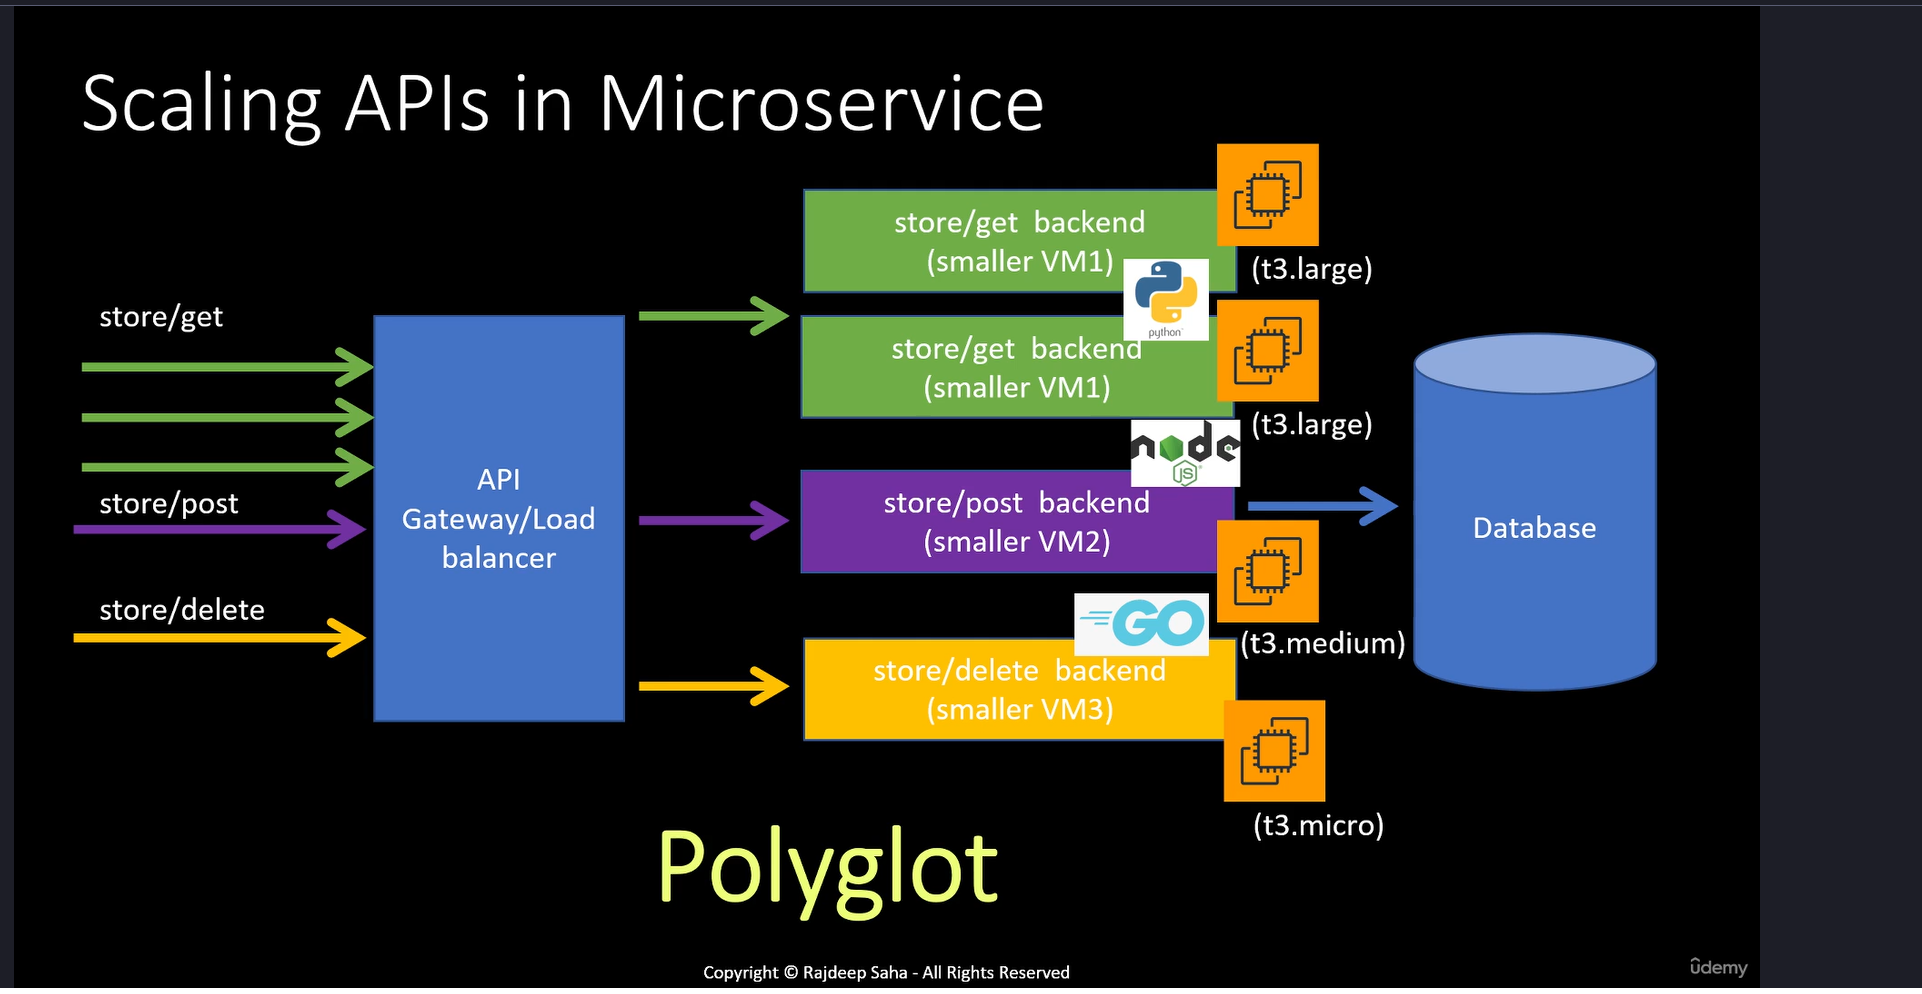 Scaling APIs in Microservice
store/get
store/post
store/delete
API
Gateway/Load
balancer
store/get backend
(smaller VM1)
(t3.large)
python
store/get backend
(smaller VM1)
(t3.large)
node
JS
store/post backend
(smaller VM2)
(t3.medium)
GO
store/delete backend
(smaller VM3)
(t3.micro)
Database
Polyglot
Copyright © Rajdeep Saha - All Rights Reserved
ûdemy